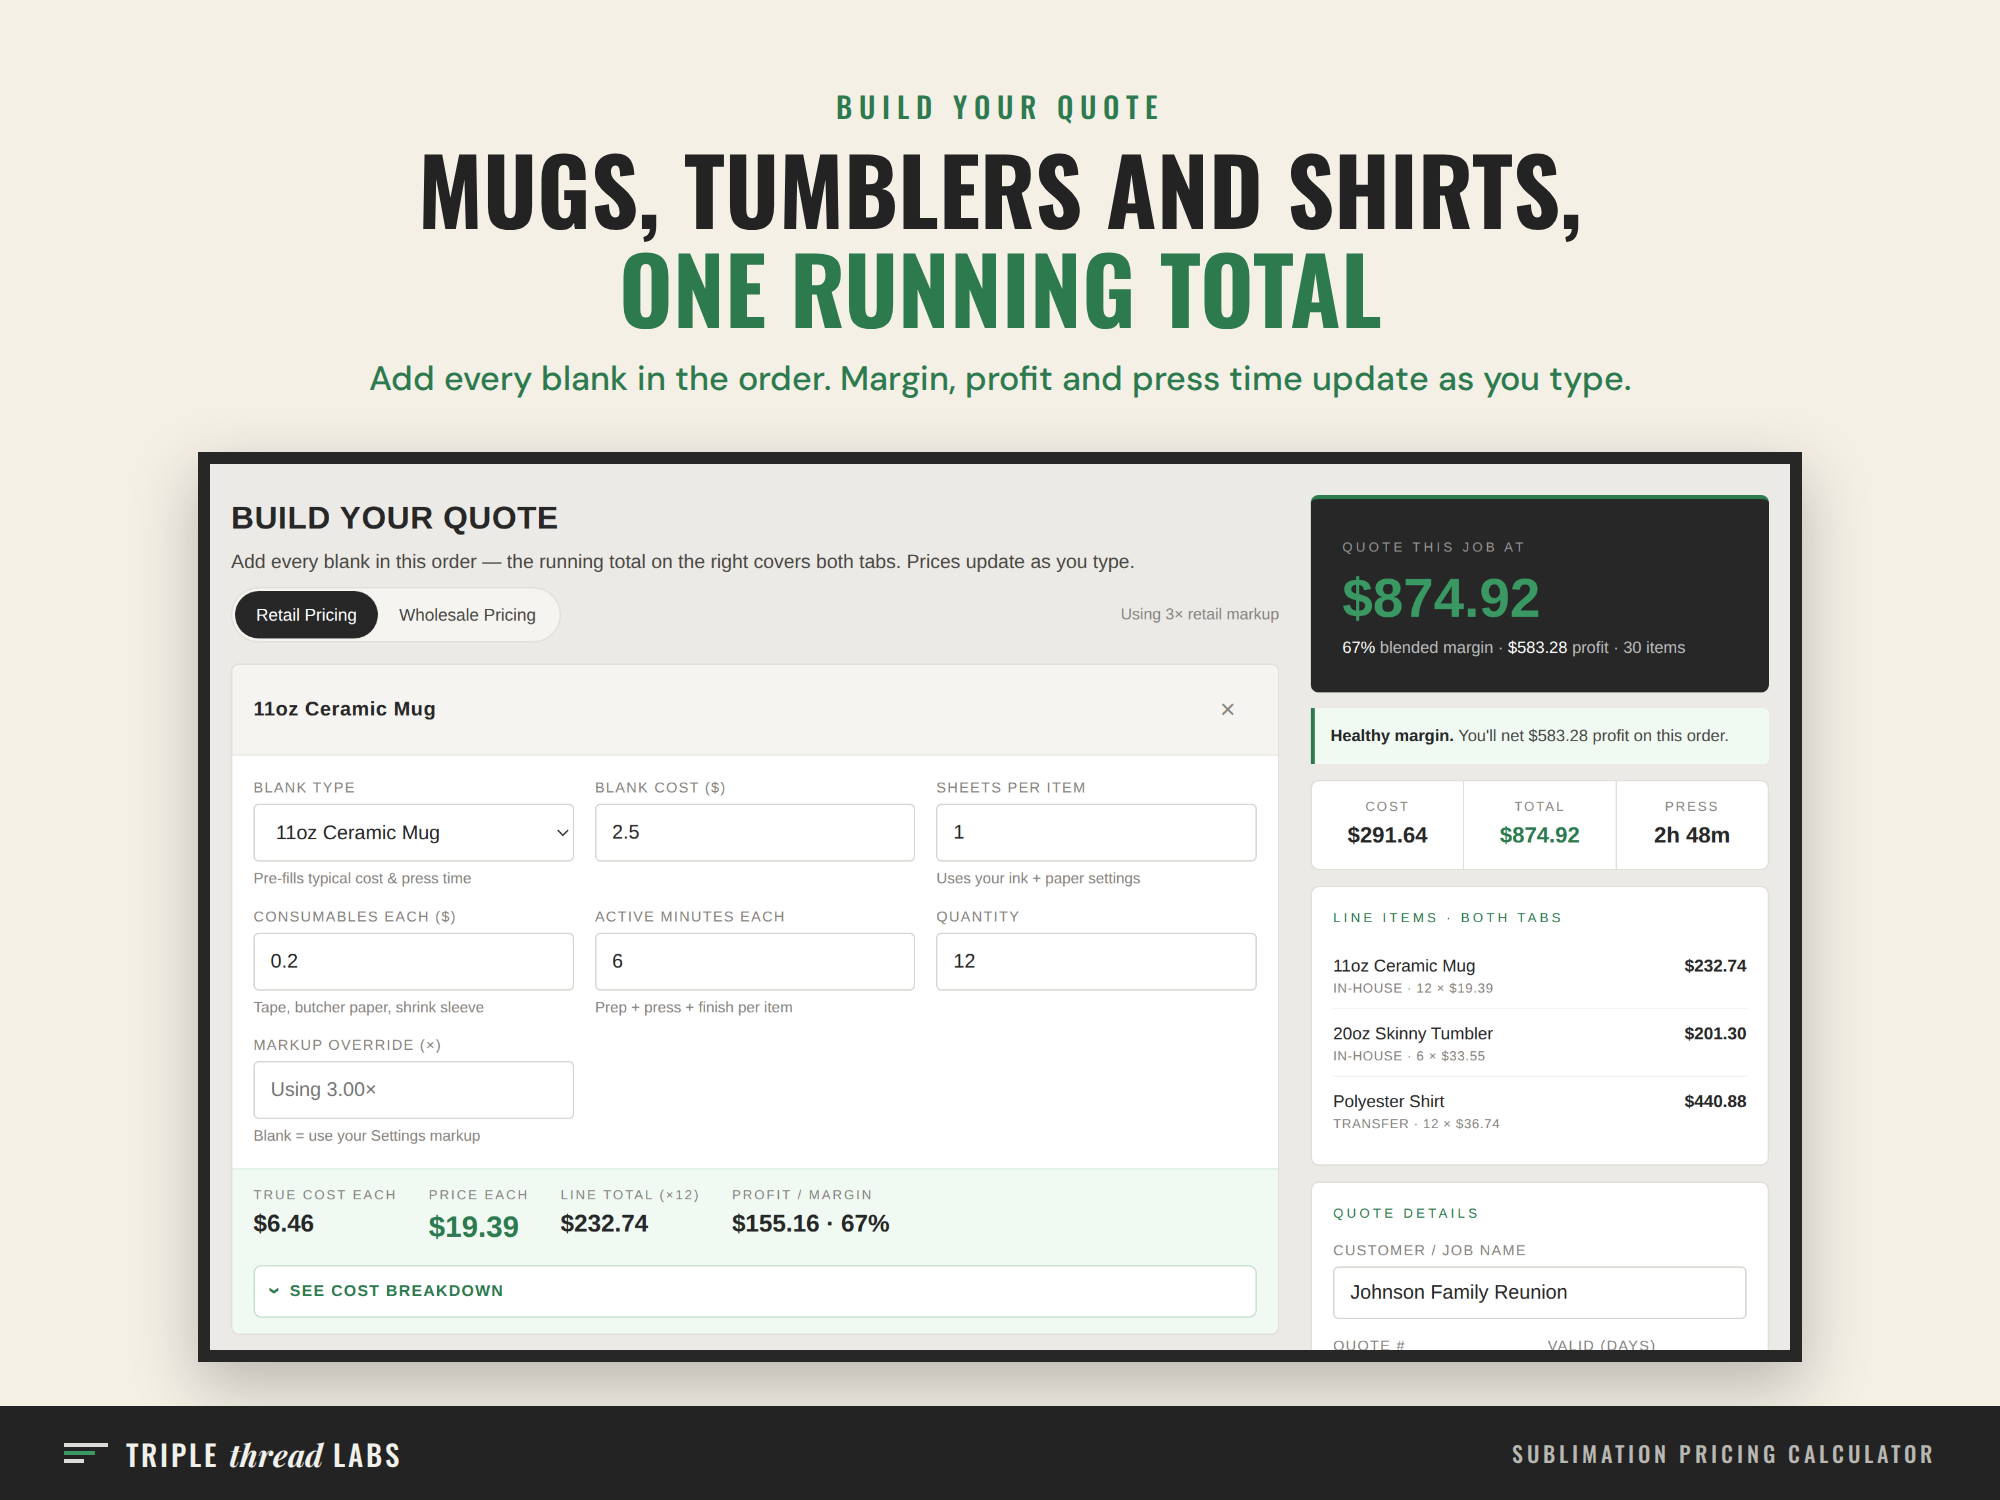 BUILD YOUR QUOTE
MUGS, TUMBLERS AND SHIRTS,
ONE RUNNING TOTAL
Add every blank in the order. Margin, profit and press time update as you type.
BUILD YOUR QUOTE
Add every blank in this order — the running total on the right covers both tabs. Prices update as you type.
Retail Pricing
Wholesale Pricing
Using 3× retail markup
11oz Ceramic Mug
×
BLANK TYPE
11oz Ceramic Mug
Pre-fills typical cost & press time
BLANK COST ($)
2.5
SHEETS PER ITEM
1
Uses your ink + paper settings
CONSUMABLES EACH ($)
0.2
Tape, butcher paper, shrink sleeve
ACTIVE MINUTES EACH
6
Prep + press + finish per item
QUANTITY
12
MARKUP OVERRIDE (×)
Using 3.00×
Blank = use your Settings markup
TRUE COST EACH
$6.46
PRICE EACH
$19.39
LINE TOTAL (×12)
$232.74
PROFIT / MARGIN
$155.16 · 67%
SEE COST BREAKDOWN
QUOTE THIS JOB AT
$874.92
67% blended margin · $583.28 profit · 30 items
Healthy margin. You'll net $583.28 profit on this order.
COST
$291.64
TOTAL
$874.92
PRESS
2h 48m
LINE ITEMS · BOTH TABS
11oz Ceramic Mug $232.74
IN-HOUSE · 12 × $19.39
20oz Skinny Tumbler $201.30
IN-HOUSE · 6 × $33.55
Polyester Shirt $440.88
TRANSFER · 12 × $36.74
QUOTE DETAILS
CUSTOMER / JOB NAME
Johnson Family Reunion
QUOTE # VALID (DAYS)
TRIPLE thread LABS
SUBLIMATION PRICING CALCULATOR